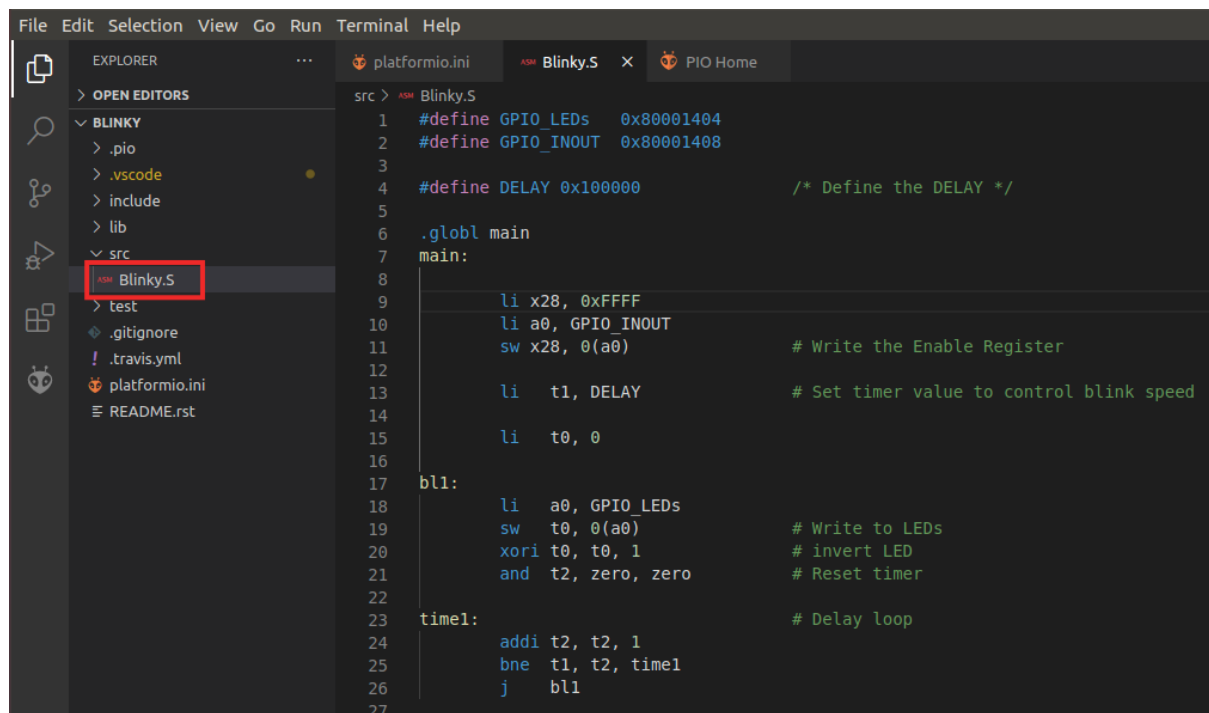 File Edit Selection View Go Run Terminal Help
EXPLORER ...
OPEN EDITORS
BLINKY
.pio
.vscode
include
lib
src
ASM Blinky.S
test
.gitignore
! .travis.yml
platformio.ini
README.rst
platformio.ini ASM Blinky.S × PIO Home
src > ASM Blinky.S
1 #define GPIO_LEDs 0x80001404
2 #define GPIO_INOUT 0x80001408
3
4 #define DELAY 0x100000 /* Define the DELAY */
5
6 .globl main
7 main:
8
9 li x28, 0xFFFF
10 li a0, GPIO_INOUT
11 sw x28, 0(a0) # Write the Enable Register
12
13 li t1, DELAY # Set timer value to control blink speed
14
15 li t0, 0
16
17 bl1:
18 li a0, GPIO_LEDs
19 sw t0, 0(a0) # Write to LEDs
20 xori t0, t0, 1 # invert LED
21 and t2, zero, zero # Reset timer
22
23 time1: # Delay loop
24 addi t2, t2, 1
25 bne t1, t2, time1
26 j bl1
27